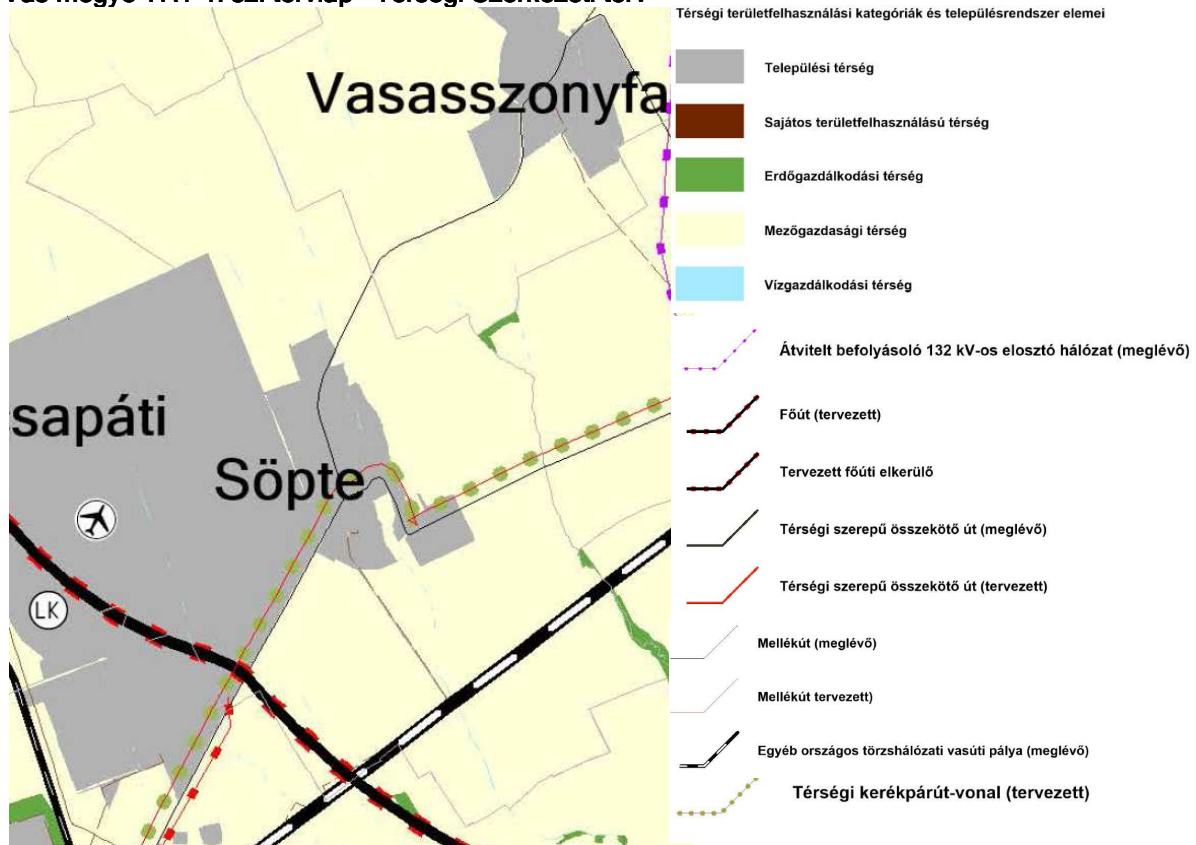 Térségi területfelhasználási kategóriák és településrendszer elemei
Vasasszonyfa
sapáti
Söpte
LK
Települési térség
Sajátos területfelhasználású térség
Erdőgazdálkodási térség
Mezőgazdasági térség
Vízgazdálkodási térség
Átvitelt befolyásoló 132 kV-os elosztó hálózat (meglévő)
Főút (tervezett)
Tervezett főúti elkerülő
Térségi szerepű összekötő út (meglévő)
Térségi szerepű összekötő út (tervezett)
Mellékút (meglévő)
Mellékút tervezett)
Egyéb országos törzshálózati vasúti pálya (meglévő)
Térségi kerékpárút-vonal (tervezett)